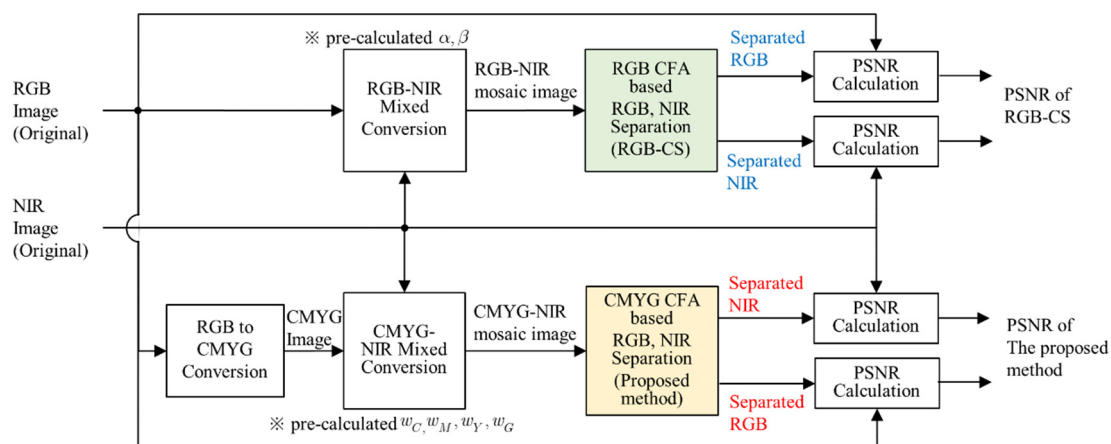 ※ pre-calculated α, β
RGB
Image
(Original)
RGB-NIR
Mixed
Conversion
RGB-NIR
mosaic image
RGB CFA
based
RGB, NIR
Separation
(RGB-CS)
Separated
RGB
PSNR
Calculation
Separated
NIR
PSNR
Calculation
PSNR of
RGB-CS
NIR
Image
(Original)
RGB to
CMYG
Conversion
CMYG
Image
CMYG-
NIR Mixed
Conversion
※ pre-calculated w_C, w_M, w_Y, w_G
CMYG-NIR
mosaic image
CMYG CFA
based
RGB, NIR
Separation
(Proposed
method)
Separated
NIR
PSNR
Calculation
Separated
RGB
PSNR
Calculation
PSNR of
The proposed
method